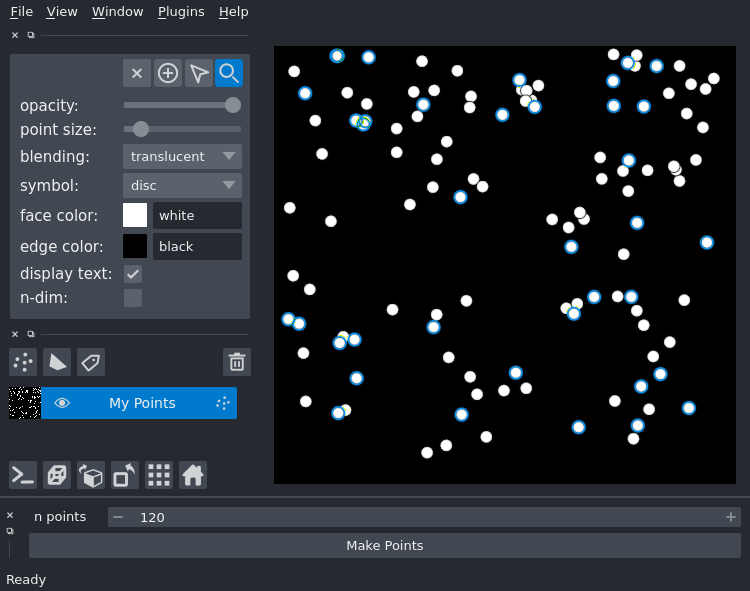 File View Window Plugins Help
opacity:
point size:
blending: translucent
symbol: disc
face color: white
edge color: black
display text:
n-dim:
My Points
n points 120
Make Points
Ready